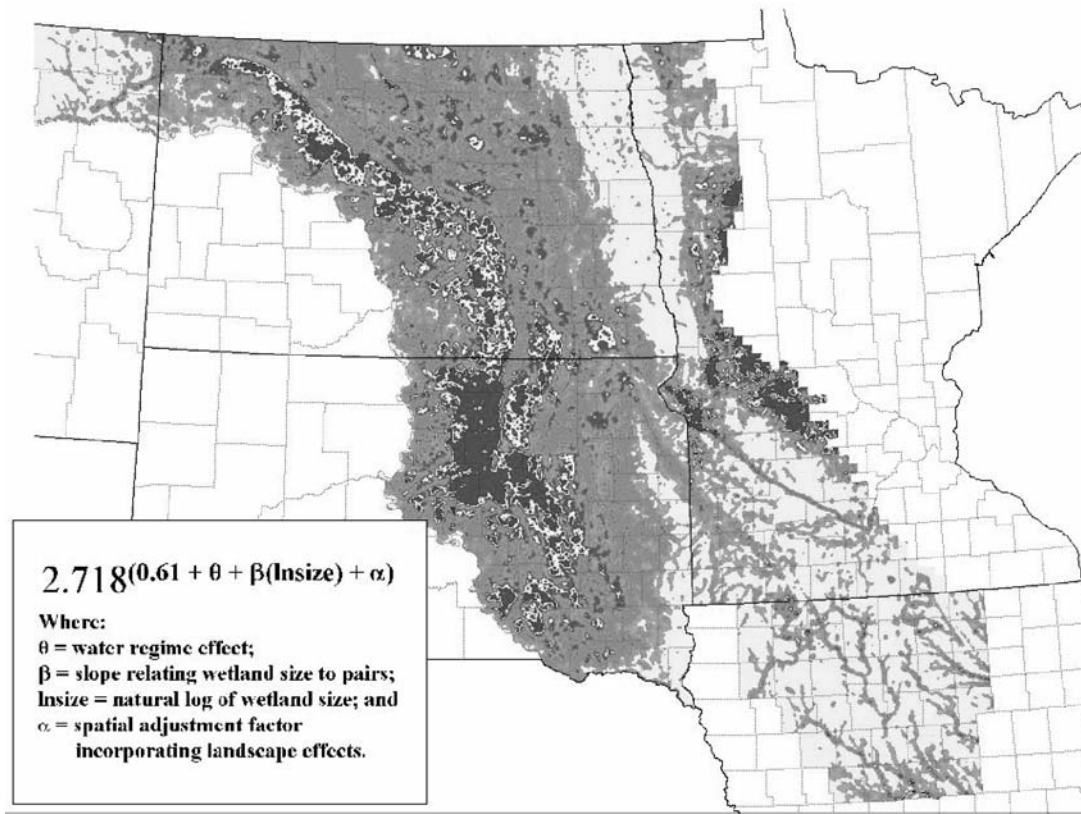 2.718(0.61 + θ + β(lnsize) + α)
Where:
θ = water regime effect;
β = slope relating wetland size to pairs;
lnsize = natural log of wetland size; and
α = spatial adjustment factor
incorporating landscape effects.